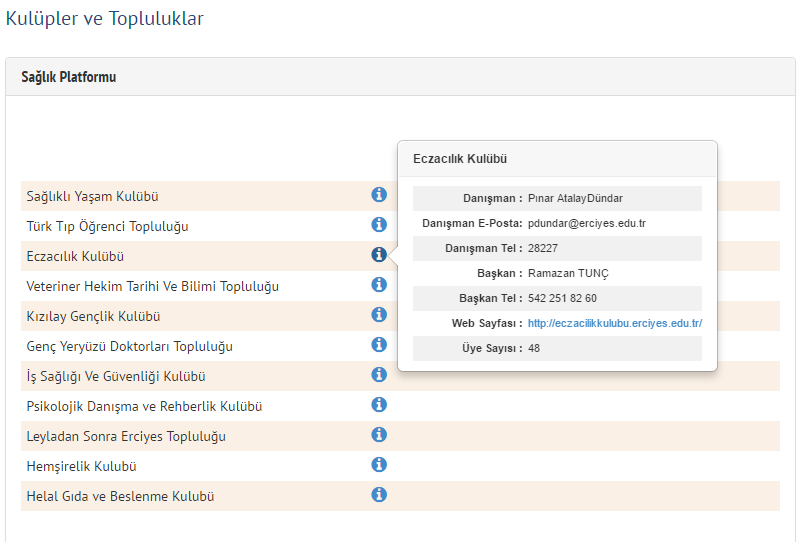 Kulüpler ve Topluluklar
Sağlık Platformu
Sağlıklı Yaşam Kulübü
Türk Tıp Öğrenci Topluluğu
Eczacılık Kulübü
Veteriner Hekim Tarihi Ve Bilimi Topluluğu
Kızılay Gençlik Kulübü
Genç Yeryüzü Doktorları Topluluğu
İş Sağlığı Ve Güvenliği Kulübü
Psikolojik Danışma ve Rehberlik Kulübü
Leyladan Sonra Erciyes Topluluğu
Hemşirelik Kulubü
Helal Gıda ve Beslenme Kulubü
Eczacılık Kulübü
Danışman : Pınar AtalayDündar
Danışman E-Posta: pdundar@erciyes.edu.tr
Danışman Tel : 28227
Başkan : Ramazan TUNÇ
Başkan Tel : 542 251 82 60
Web Sayfası : http://eczacilikkulubu.erciyes.edu.tr/
Üye Sayısı : 48